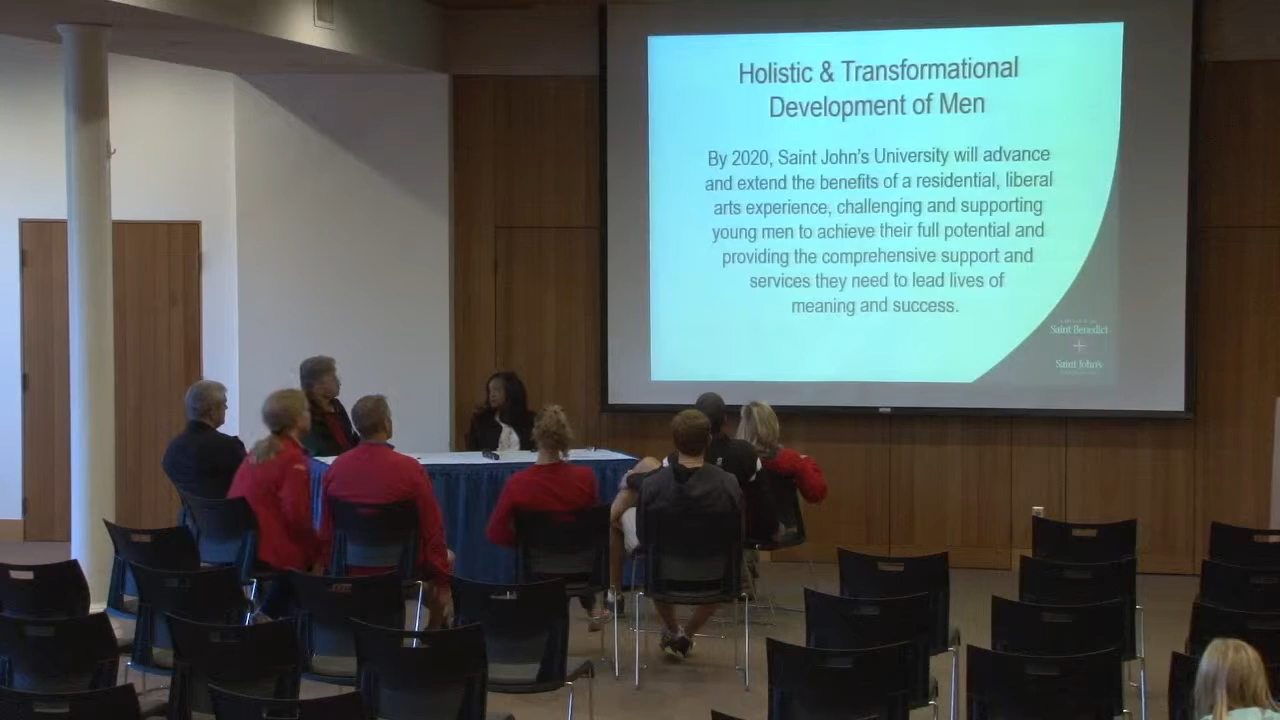 Holistic & Transformational
Development of Men
By 2020, Saint John's University will advance
and extend the benefits of a residential, liberal
arts experience, challenging and supporting
young men to achieve their full potential and
providing the comprehensive support and
services they need to lead lives of
meaning and success.
Saint Benedict
+
Saint John's